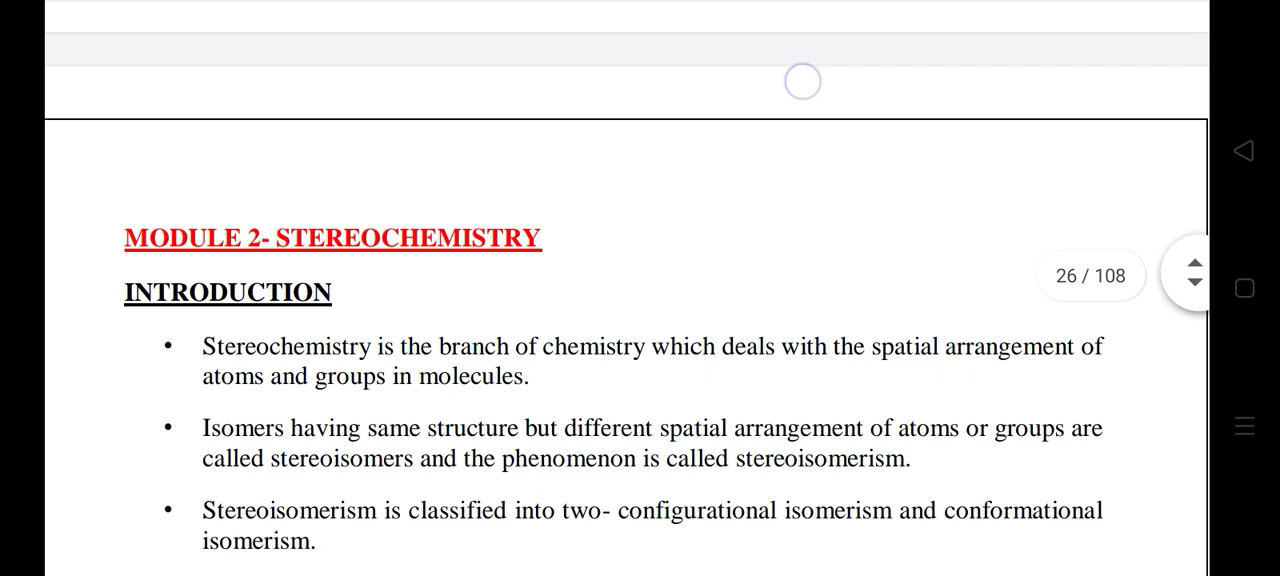 MODULE 2- STEREOCHEMISTRY
26 / 108
INTRODUCTION
• Stereochemistry is the branch of chemistry which deals with the spatial arrangement of
atoms and groups in molecules.
• Isomers having same structure but different spatial arrangement of atoms or groups are
called stereoisomers and the phenomenon is called stereoisomerism.
• Stereoisomerism is classified into two- configurational isomerism and conformational
isomerism.